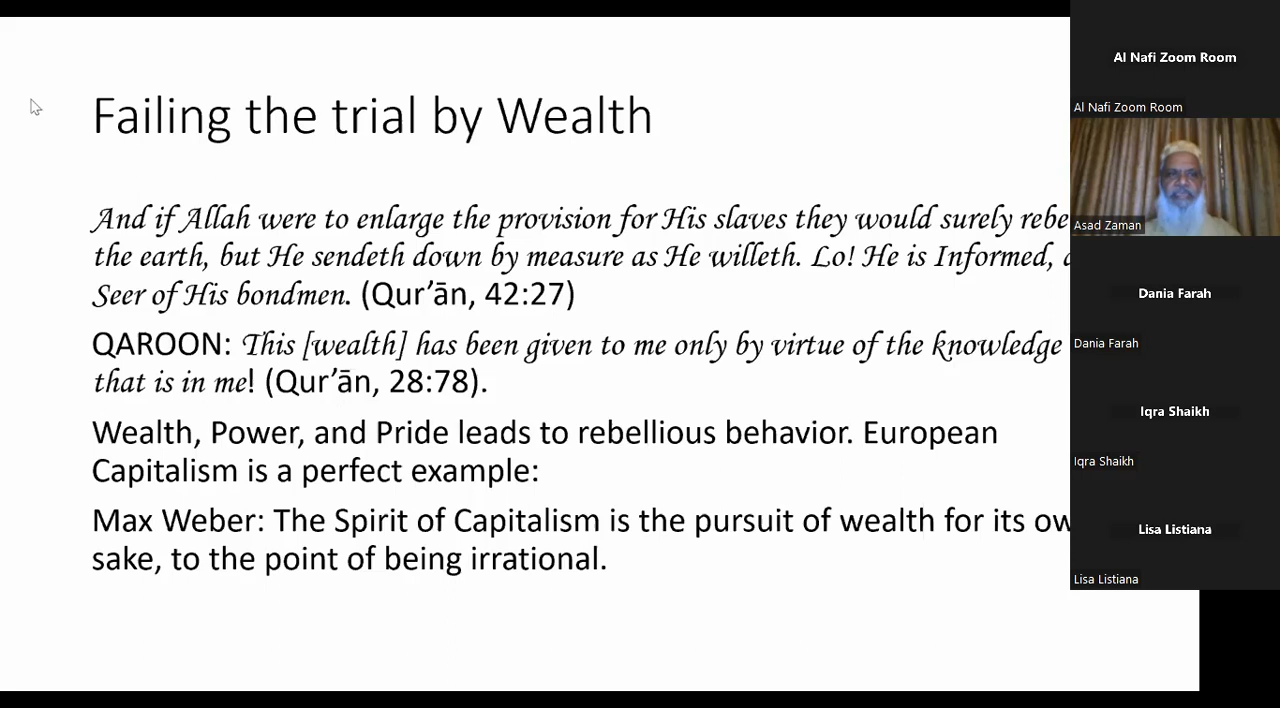 Failing the trial by Wealth
And if Allah were to enlarge the provision for His slaves they would surely
the earth, but He sendeth down by measure as He willeth. Lo! He is Informed,
Seer of His bondmen. (Qur’ān, 42:27)
QAROON: This [wealth] has been given to me only by virtue of the knowledge
that is in me! (Qur’ān, 28:78).
Wealth, Power, and Pride leads to rebellious behavior. European
Capitalism is a perfect example:
Max Weber: The Spirit of Capitalism is the pursuit of wealth for its
sake, to the point of being irrational.
Al Nafi Zoom Room
Al Nafi Zoom Room
Asad Zaman
Dania Farah
Dania Farah
Iqra Shaikh
Iqra Shaikh
Lisa Listiana
Lisa Listiana